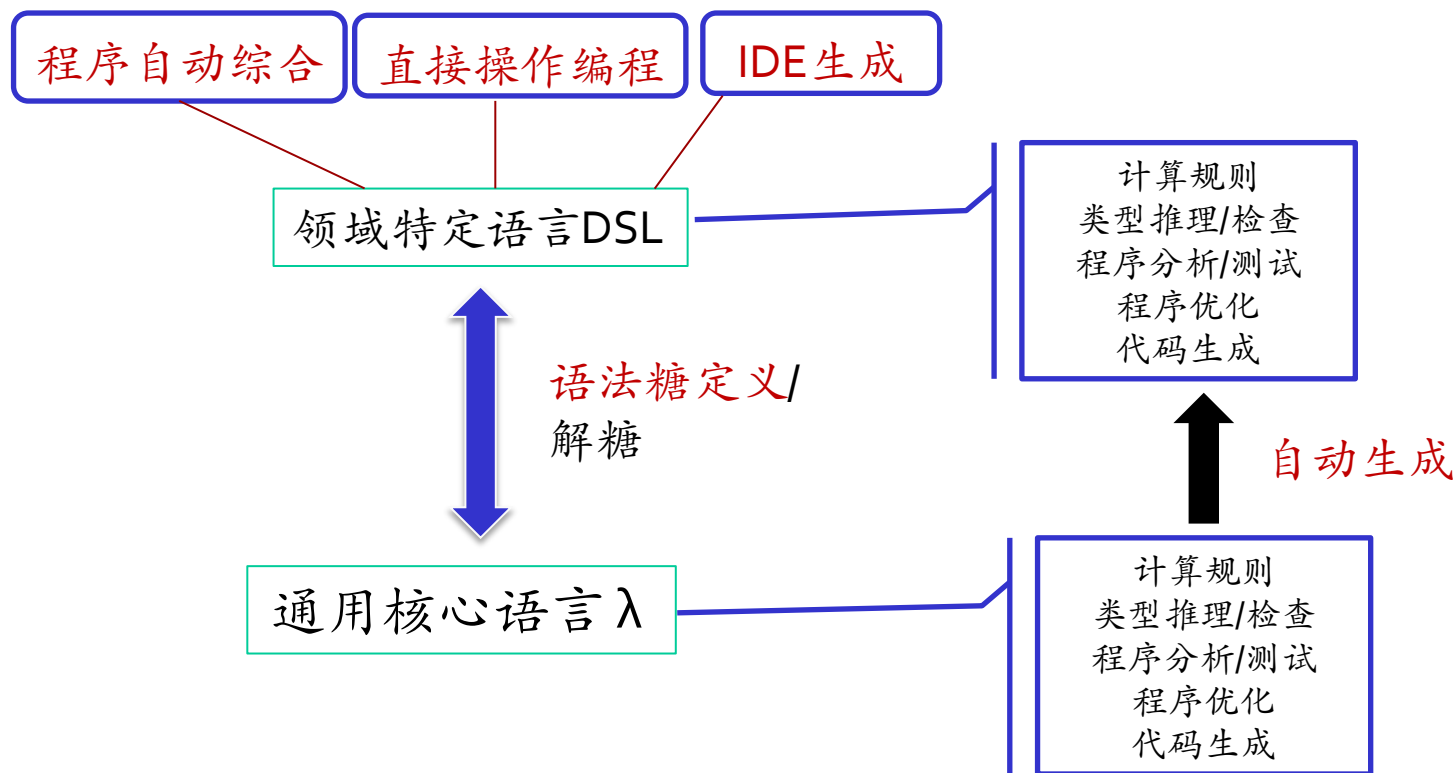 程序自动综合
直接操作编程
IDE生成
领域特定语言DSL
计算规则
类型推理/检查
程序分析/测试
程序优化
代码生成
语法糖定义/
解糖
自动生成
通用核心语言 λ
计算规则
类型推理/检查
程序分析/测试
程序优化
代码生成